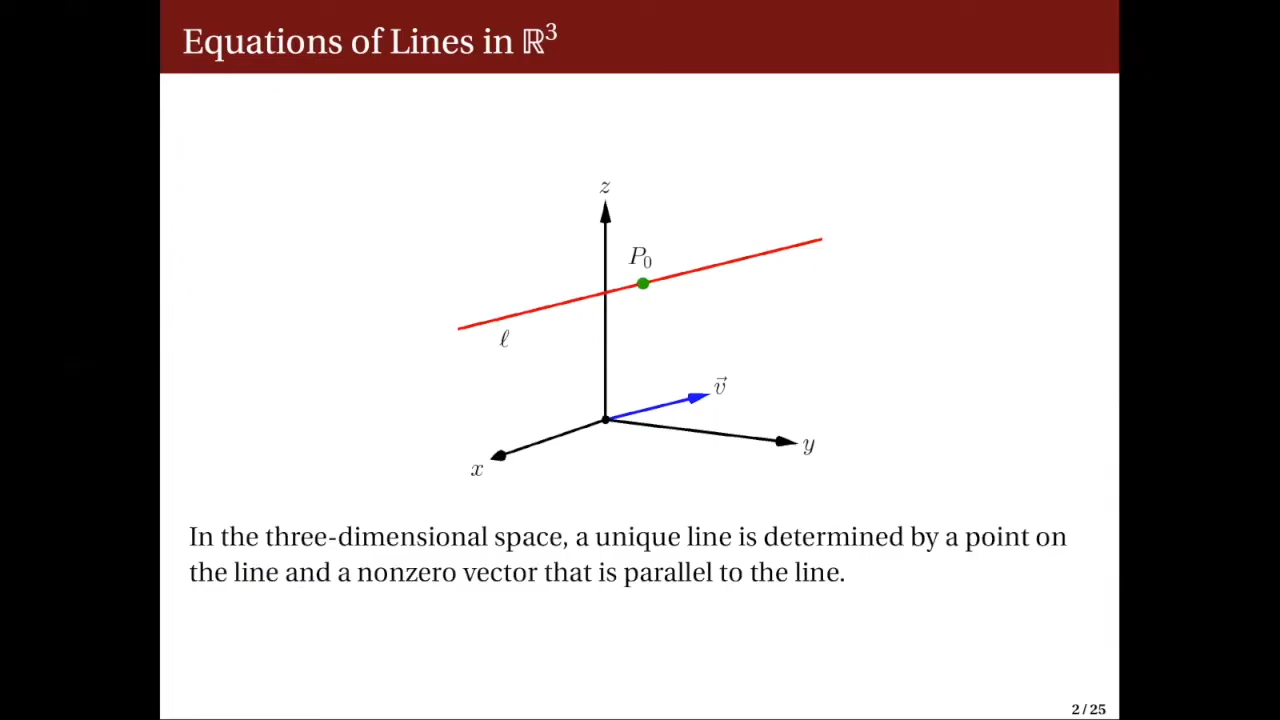 Equations of Lines in ℝ³
z
P₀
ℓ
v⃗
y
x
In the three-dimensional space, a unique line is determined by a point on
the line and a nonzero vector that is parallel to the line.
2 / 25